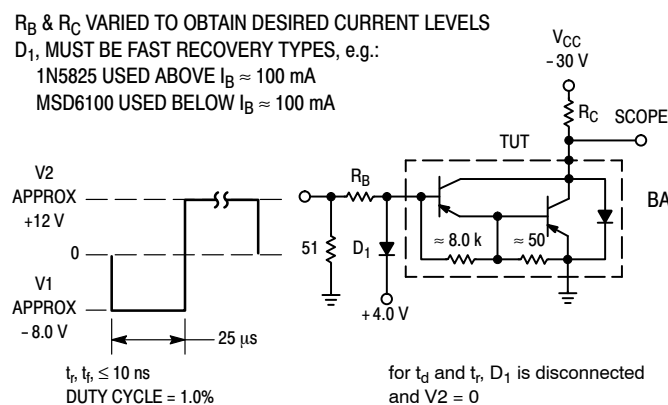 R_B & R_C VARIED TO OBTAIN DESIRED CURRENT LEVELS
D_1, MUST BE FAST RECOVERY TYPES, e.g.:
1N5825 USED ABOVE I_B ≈ 100 mA
MSD6100 USED BELOW I_B ≈ 100 mA
V_CC
- 30 V
R_C
SCOPE
TUT
V2
APPROX
+12 V
0
V1
APPROX
- 8.0 V
25 μs
R_B
51
D_1
+ 4.0 V
≈ 8.0 k
≈ 50
BA
t_r, t_f, ≤ 10 ns
DUTY CYCLE = 1.0%
for t_d and t_r, D_1 is disconnected
and V2 = 0